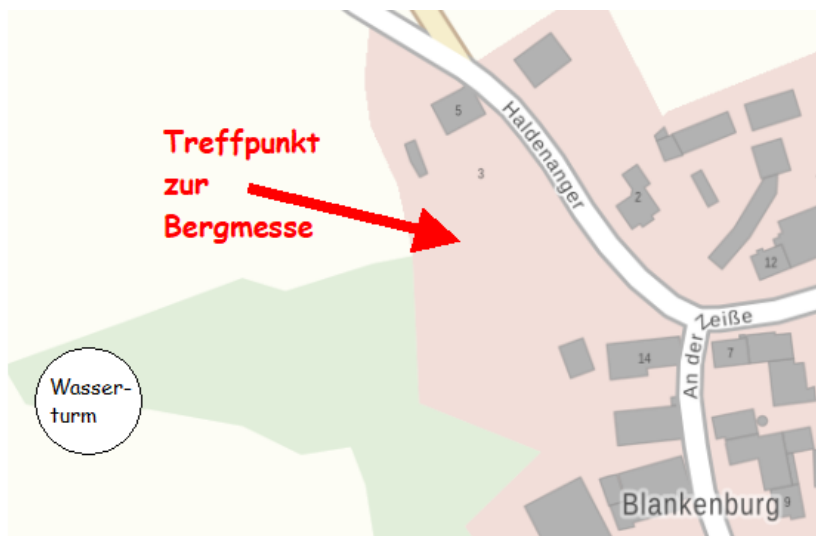 5
Haldenanger
Treffpunkt
zur
Bergmesse
3
2
12
An der Zeiße
14
7
Wasser-
turm
Blankenburg
9